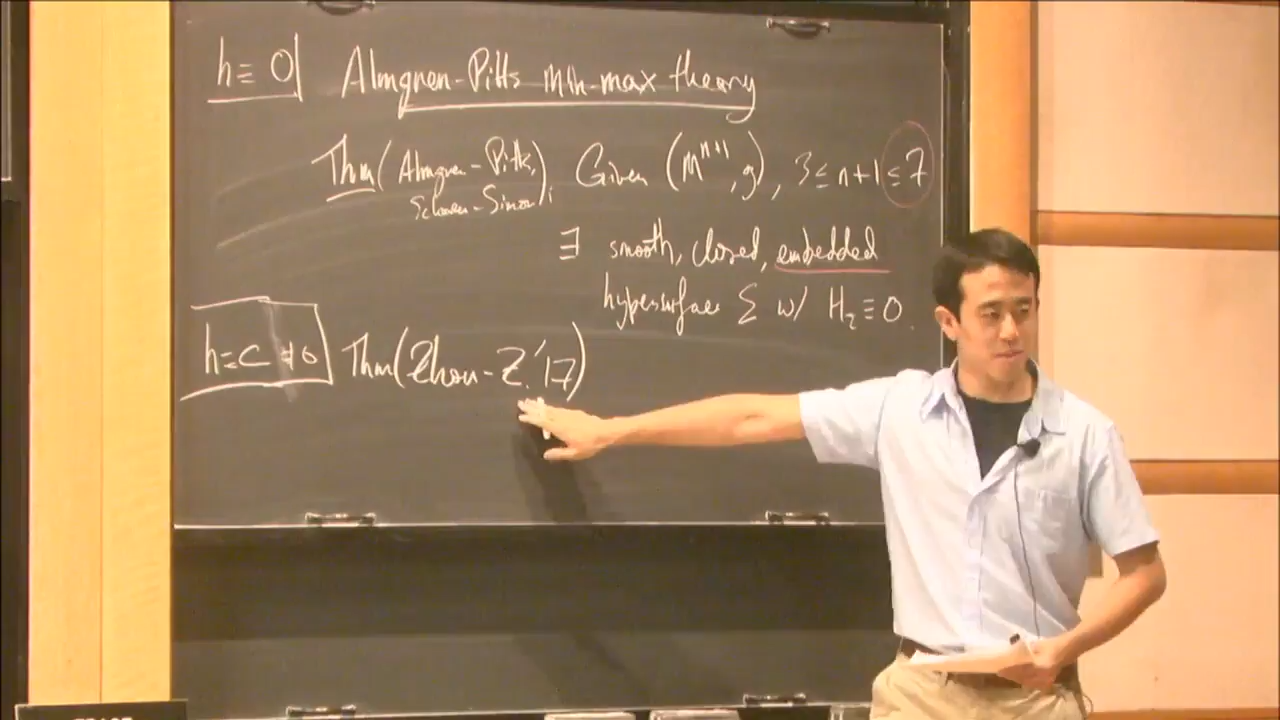 h ≡ 0 Almgren-Pitts Min-max theory
Thm (Almgren-Pitts, Schoen-Simon); Given (M^{n+1}, g), 3 ≤ n+1 ≤ 7
∃ smooth, closed, embedded
hypersurface Σ w/ H_Σ ≡ 0.
h = C ≠ 0 Thm (Zhou-Z. '17)